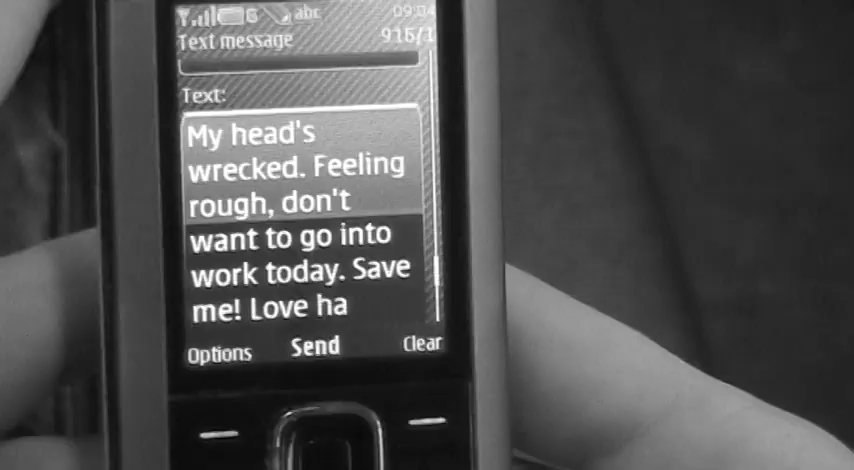 abc 09:04
Text message 916/1
Text:
My head's
wrecked. Feeling
rough, don't
want to go into
work today. Save
me! Love ha
Options Send Clear